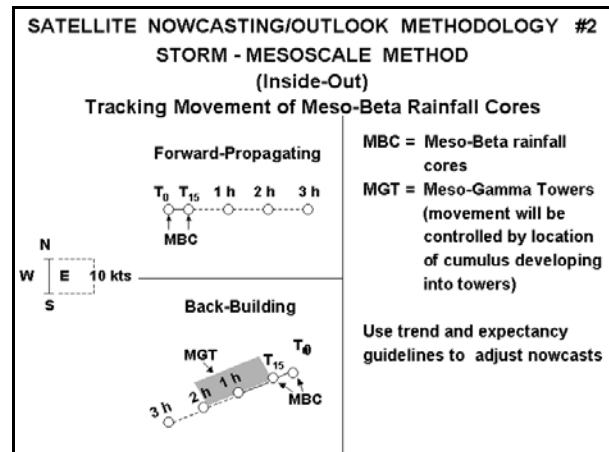 SATELLITE NOWCASTING/OUTLOOK METHODOLOGY #2
STORM - MESOSCALE METHOD
(Inside-Out)
Tracking Movement of Meso-Beta Rainfall Cores
Forward-Propagating
T0 T15 1 h 2 h 3 h
MBC
N
W E 10 kts
S
Back-Building
MGT
T15
T0
3 h 2 h 1 h
MBC
MBC = Meso-Beta rainfall
cores
MGT = Meso-Gamma Towers
(movement will be
controlled by location
of cumulus developing
into towers)
Use trend and expectancy
guidelines to adjust nowcasts